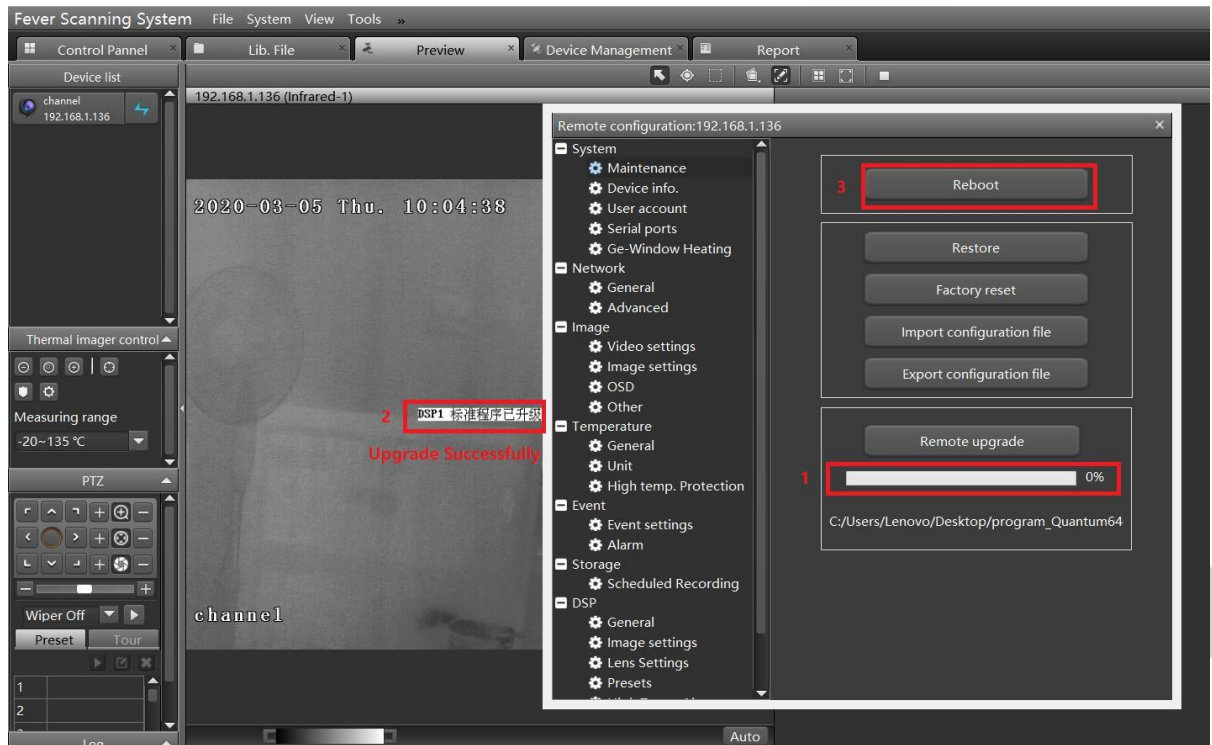 Fever Scanning System File System View Tools »
Control Pannel × Lib. File × Preview × Device Management × Report ×
Device list
channel
192.168.1.136
192.168.1.136 (Infrared-1)
2020-03-05 Thu. 10:04:38
2 DSP1 标准程序已升级
Upgrade Successfully
channel
Auto
Thermal imager control
Measuring range
-20~135 ℃
PTZ
Wiper Off
Preset Tour
1
2
Log
Remote configuration:192.168.1.136 ×
System
Maintenance
Device info.
User account
Serial ports
Ge-Window Heating
Network
General
Advanced
Image
Video settings
Image settings
OSD
Other
Temperature
General
Unit
High temp. Protection
Event
Event settings
Alarm
Storage
Scheduled Recording
DSP
General
Image settings
Lens Settings
Presets
3 Reboot
Restore
Factory reset
Import configuration file
Export configuration file
Remote upgrade
1 0%
C:/Users/Lenovo/Desktop/program_Quantum64